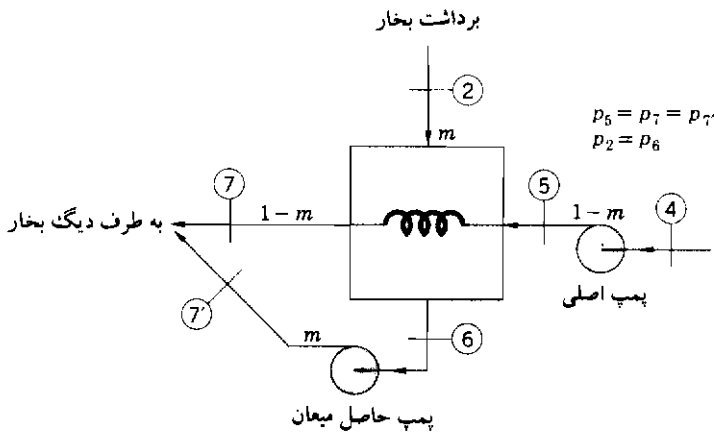 برداشت بخار
2
m
p₅ = p₇ = p₇′
p₂ = p₆
7
1 − m
5
1 − m
4
به طرف دیگ بخار
پمپ اصلی
7′
m
6
پمپ حاصل میعان